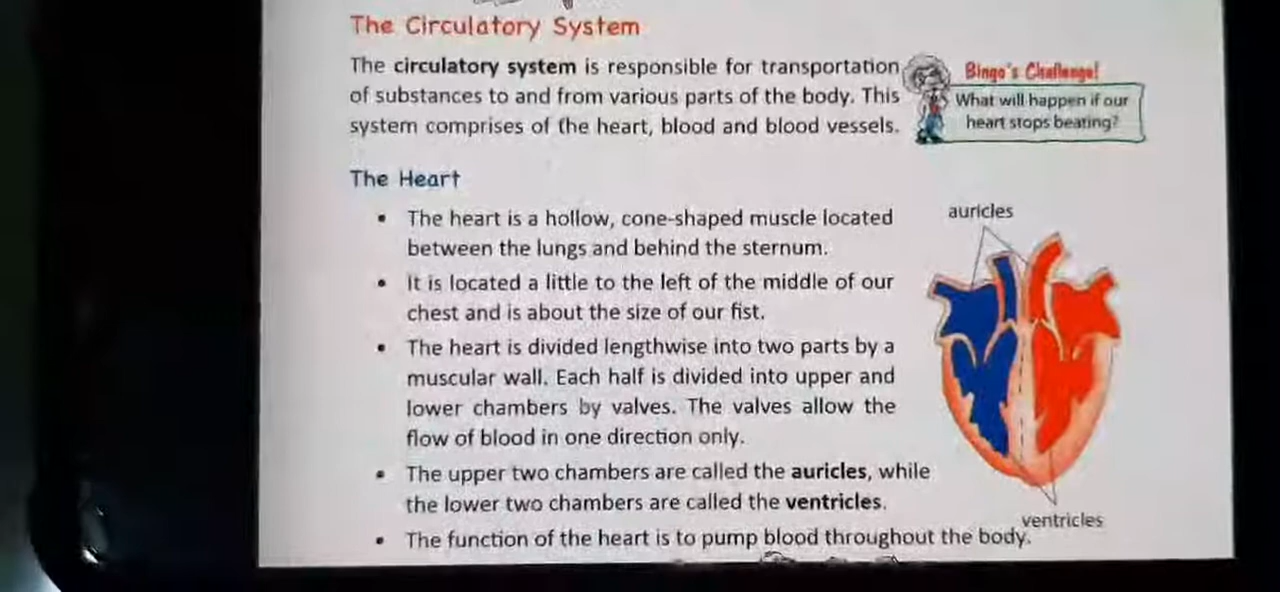 The Circulatory System
The circulatory system is responsible for transportation
of substances to and from various parts of the body. This
system comprises of the heart, blood and blood vessels.
Bingo's Challenge!
What will happen if our
heart stops beating?
The Heart
• The heart is a hollow, cone-shaped muscle located
between the lungs and behind the sternum.
• It is located a little to the left of the middle of our
chest and is about the size of our fist.
• The heart is divided lengthwise into two parts by a
muscular wall. Each half is divided into upper and
lower chambers by valves. The valves allow the
flow of blood in one direction only.
• The upper two chambers are called the auricles, while
the lower two chambers are called the ventricles.
• The function of the heart is to pump blood throughout the body.
auricles
ventricles